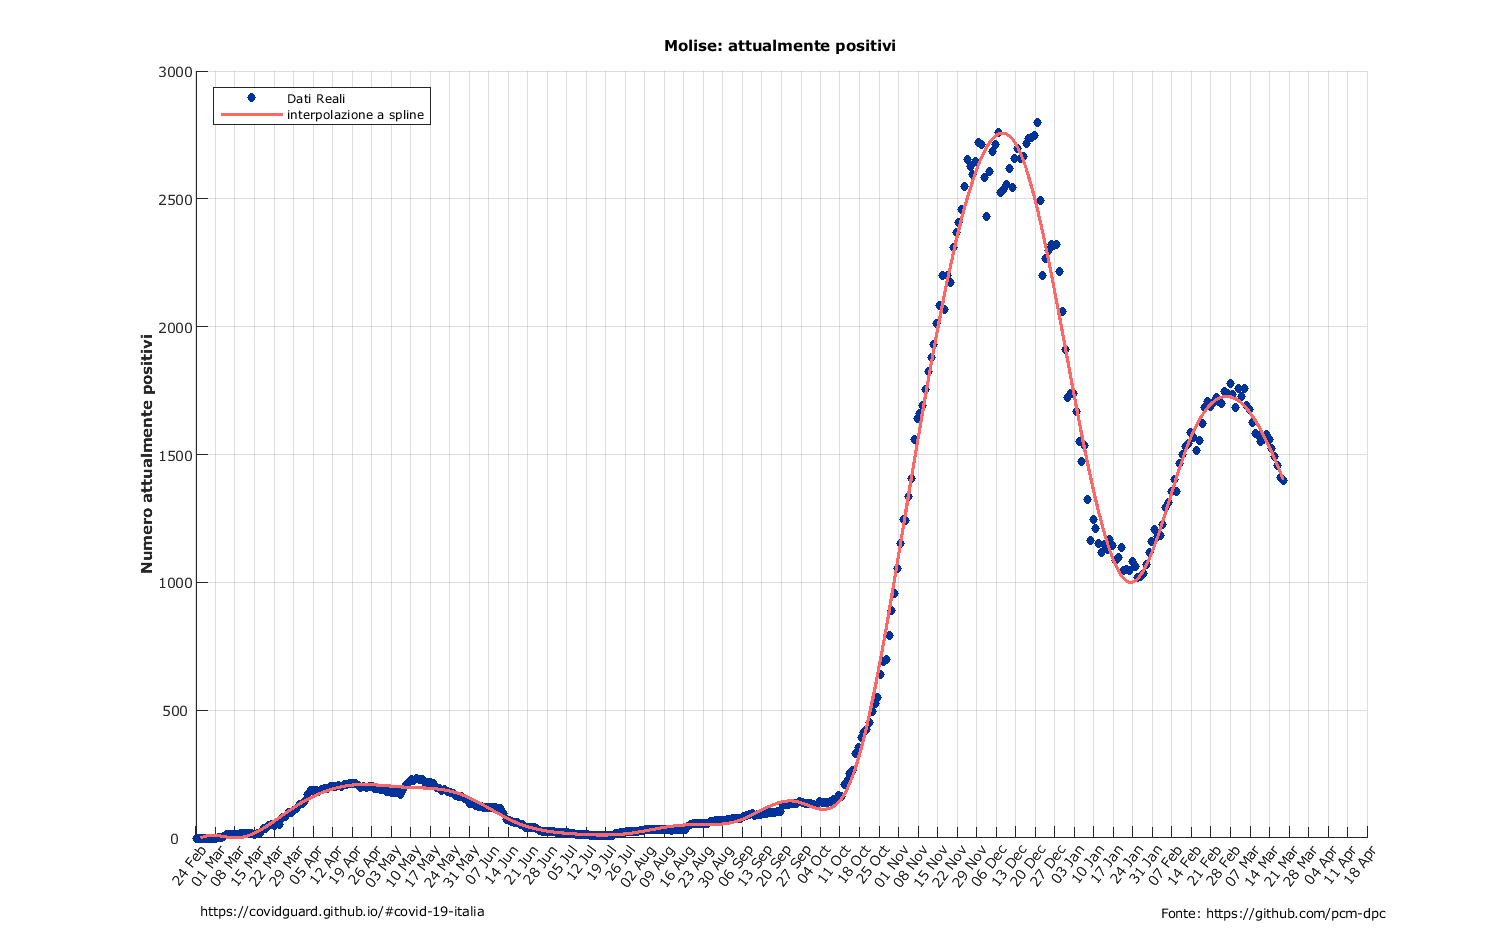 Molise: attualmente positivi
3000
Dati Reali
interpolazione a spline
2500
2000
1500
1000
500
0
Numero attualmente positivi
24 Feb
01 Mar
08 Mar
15 Mar
22 Mar
29 Mar
05 Apr
12 Apr
19 Apr
26 Apr
03 May
10 May
17 May
24 May
31 May
07 Jun
14 Jun
21 Jun
28 Jun
05 Jul
12 Jul
19 Jul
26 Jul
02 Aug
09 Aug
16 Aug
23 Aug
30 Aug
06 Sep
13 Sep
20 Sep
27 Sep
04 Oct
11 Oct
18 Oct
25 Oct
01 Nov
08 Nov
15 Nov
22 Nov
29 Nov
06 Dec
13 Dec
20 Dec
27 Dec
03 Jan
10 Jan
17 Jan
24 Jan
31 Jan
07 Feb
14 Feb
21 Feb
28 Feb
07 Mar
14 Mar
21 Mar
28 Mar
04 Apr
11 Apr
18 Apr
https://covidguard.github.io/#covid-19-italia
Fonte: https://github.com/pcm-dpc